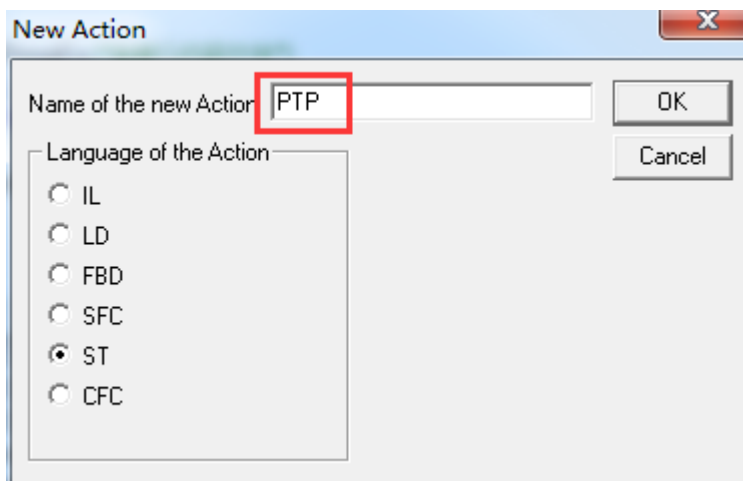 New Action
Name of the new Action PTP OK
Language of the Action Cancel
IL
LD
FBD
SFC
ST
CFC